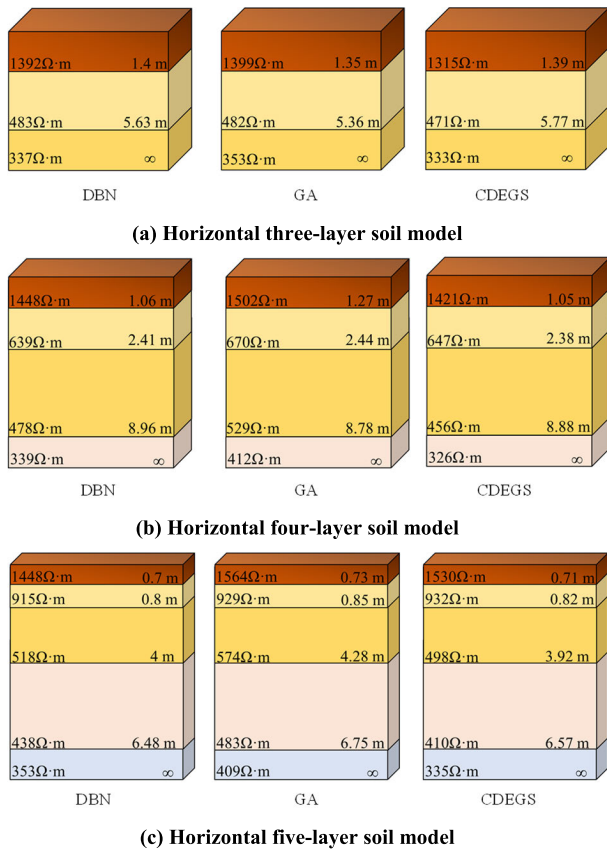 1392Ω·m 1.4 m 1399Ω·m 1.35 m 1315Ω·m 1.39 m
483Ω·m 5.63 m 482Ω·m 5.36 m 471Ω·m 5.77 m
337Ω·m ∞ 353Ω·m ∞ 333Ω·m ∞
DBN GA CDEGS
(a) Horizontal three-layer soil model
1448Ω·m 1.06 m 1502Ω·m 1.27 m 1421Ω·m 1.05 m
639Ω·m 2.41 m 670Ω·m 2.44 m 647Ω·m 2.38 m
478Ω·m 8.96 m 529Ω·m 8.78 m 456Ω·m 8.88 m
339Ω·m ∞ 412Ω·m ∞ 326Ω·m ∞
DBN GA CDEGS
(b) Horizontal four-layer soil model
1448Ω·m 0.7 m 1564Ω·m 0.73 m 1530Ω·m 0.71 m
915Ω·m 0.8 m 929Ω·m 0.85 m 932Ω·m 0.82 m
518Ω·m 4 m 574Ω·m 4.28 m 498Ω·m 3.92 m
438Ω·m 6.48 m 483Ω·m 6.75 m 410Ω·m 6.57 m
353Ω·m ∞ 409Ω·m ∞ 335Ω·m ∞
DBN GA CDEGS
(c) Horizontal five-layer soil model